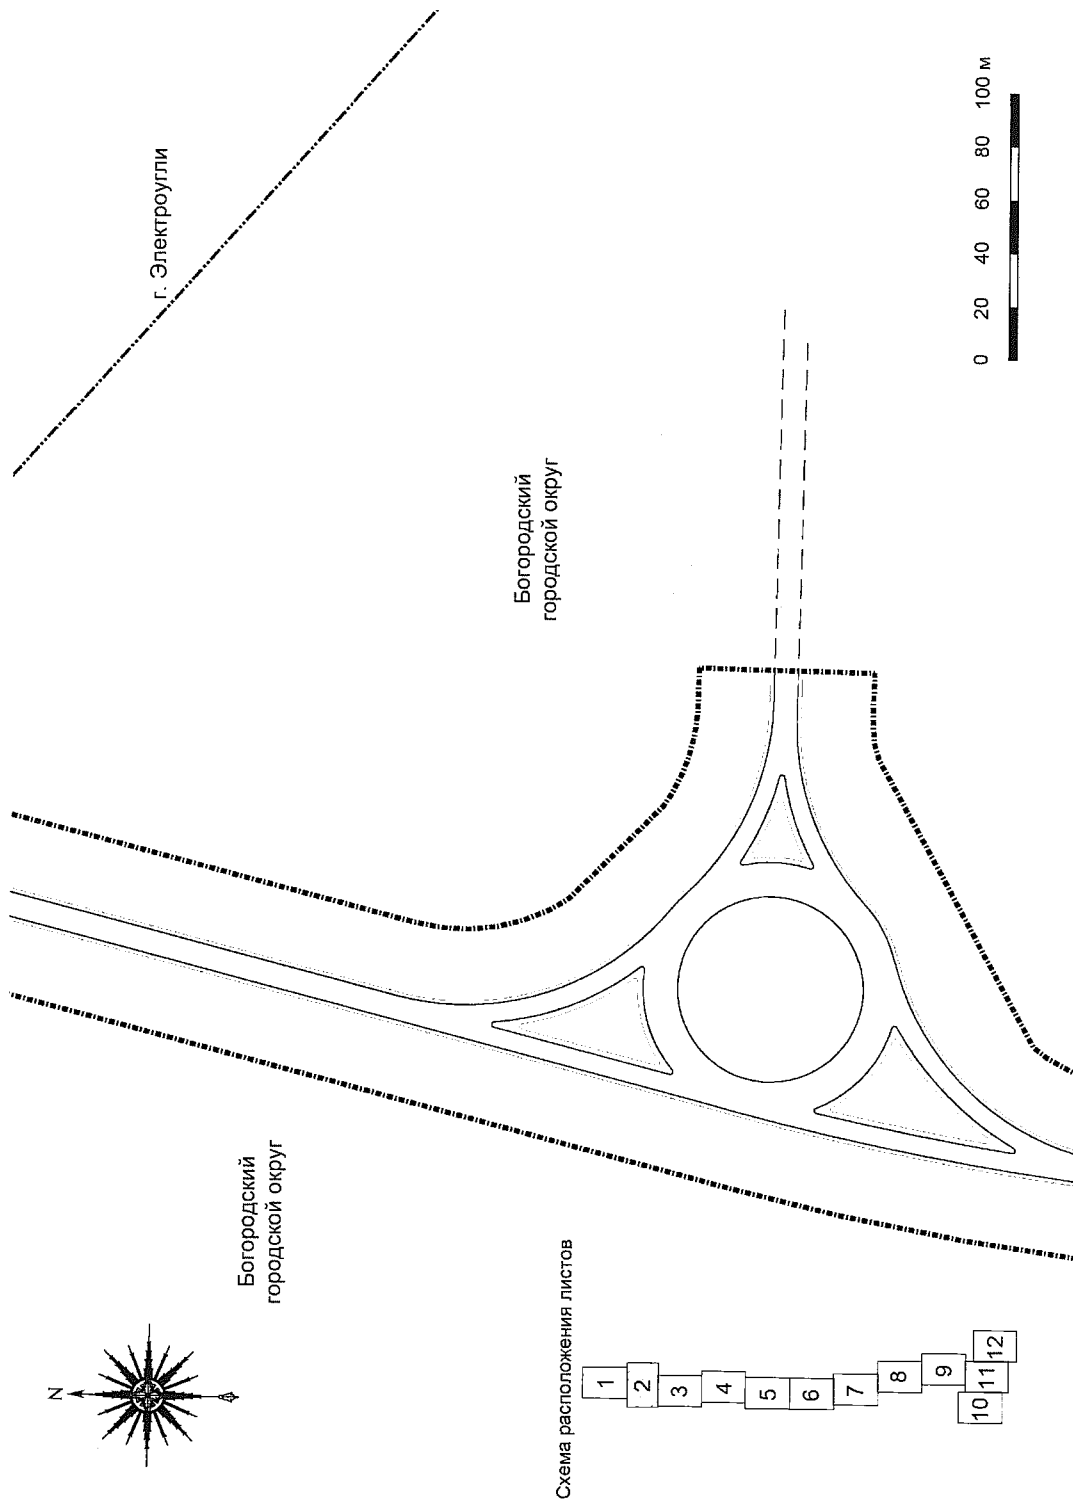 N
г. Электроугли
Богородский
городской округ
Богородский
городской округ
0 20 40 60 80 100 м
Схема расположения листов
1
2
3
4
5
6
7
8
9
10
11
12